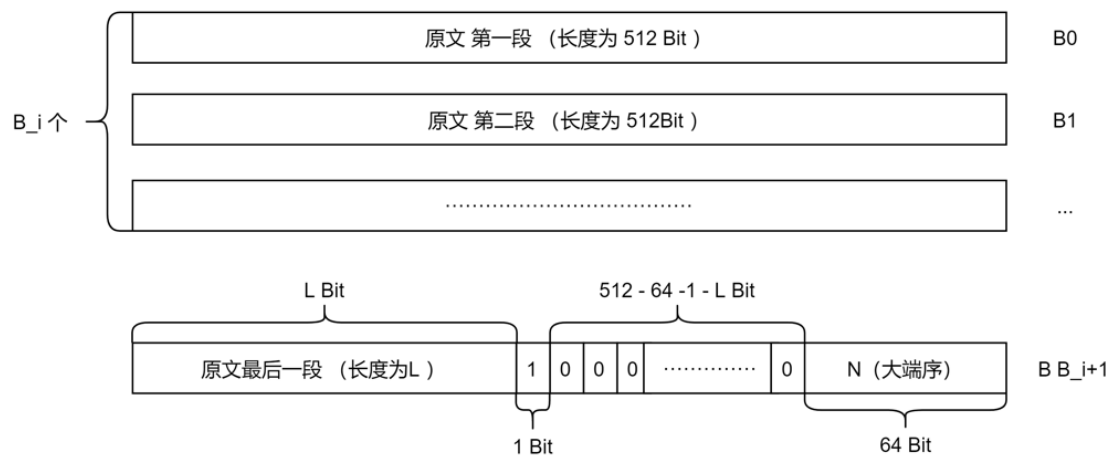 原文 第一段 （长度为 512 Bit ）
B0
B_i 个
原文 第二段 （长度为 512Bit ）
B1
.....................................
...
L Bit
512 - 64 -1 - L Bit
原文最后一段 （长度为L ）
1
0
0
0
..............
0
N（大端序）
B B_i+1
1 Bit
64 Bit